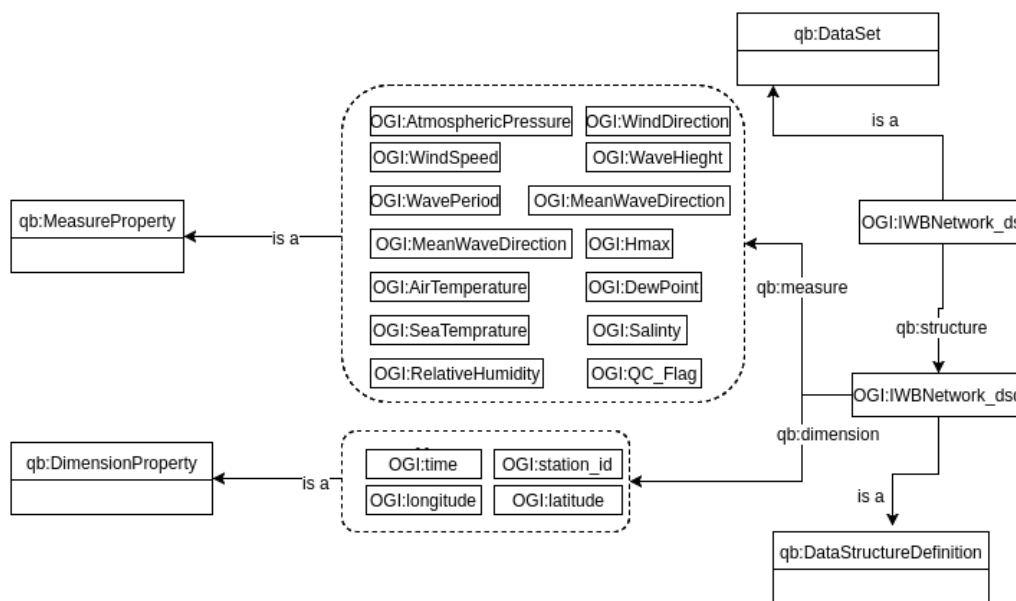 qb:DataSet
is a
OGI:AtmosphericPressure
OGI:WindDirection
OGI:WindSpeed
OGI:WaveHieght
OGI:WavePeriod
OGI:MeanWaveDirection
OGI:MeanWaveDirection
OGI:Hmax
OGI:AirTemperature
OGI:DewPoint
OGI:SeaTemprature
OGI:Salinity
OGI:RelativeHumidity
OGI:QC_Flag
qb:MeasureProperty
is a
OGI:IWBNetwork_ds
qb:measure
qb:structure
OGI:IWBNetwork_dsd
qb:dimension
qb:DimensionProperty
is a
OGI:time
OGI:station_id
OGI:longitude
OGI:latitude
is a
qb:DataStructureDefinition